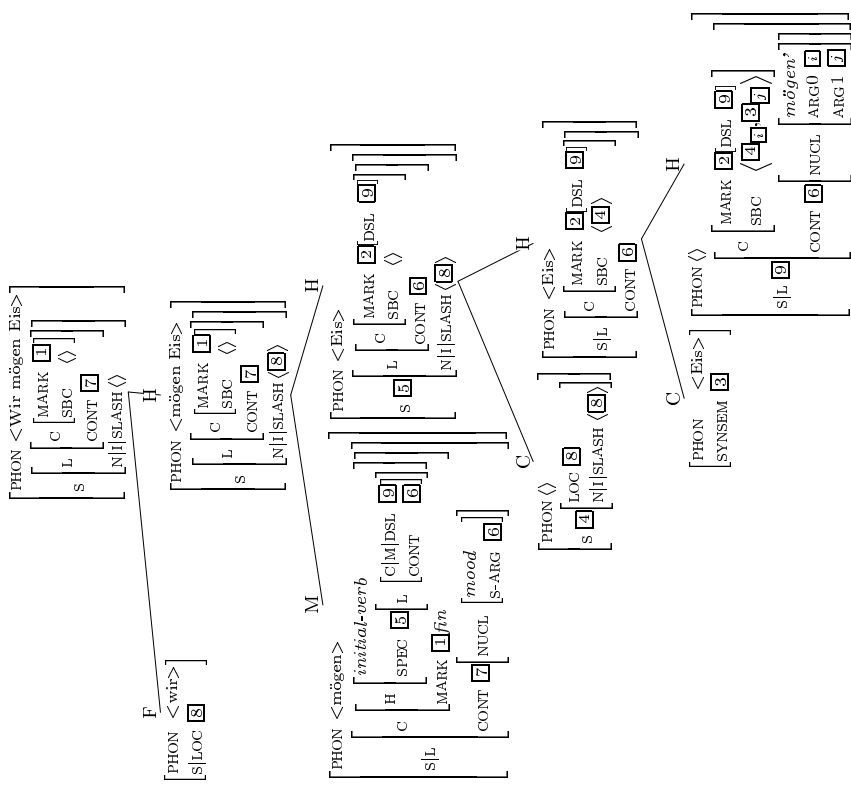 PHON <Wir mögen Eis>
S L C MARK 1
SBC ⟨⟩
CONT 7
N|I|SLASH ⟨⟩
F
H
PHON <wir>
S|LOC 8
PHON <mögen Eis>
S L C MARK 1
SBC ⟨⟩
CONT 7
N|I|SLASH ⟨8⟩
M
H
PHON <mögen>
S|L C H initial-verb
SPEC 5 L C|M|DSL 9
CONT 6
MARK 1 fin
CONT 7 NUCL mood
S-ARG 6
PHON <Eis>
S 5 L C MARK 2 DSL 9
SBC ⟨⟩
CONT 6
N|I|SLASH ⟨8⟩
C
H
PHON ⟨⟩
S 4 LOC 8
N|I|SLASH ⟨8⟩
PHON <Eis>
S|L C MARK 2 DSL 9
SBC ⟨4⟩
CONT 6
C
H
PHON <Eis>
SYNSEM 3
PHON ⟨⟩
S|L 9 C MARK 2 DSL 9
SBC ⟨4 i, 3 j⟩
CONT 6 NUCL mögen'
ARG0 i
ARG1 j